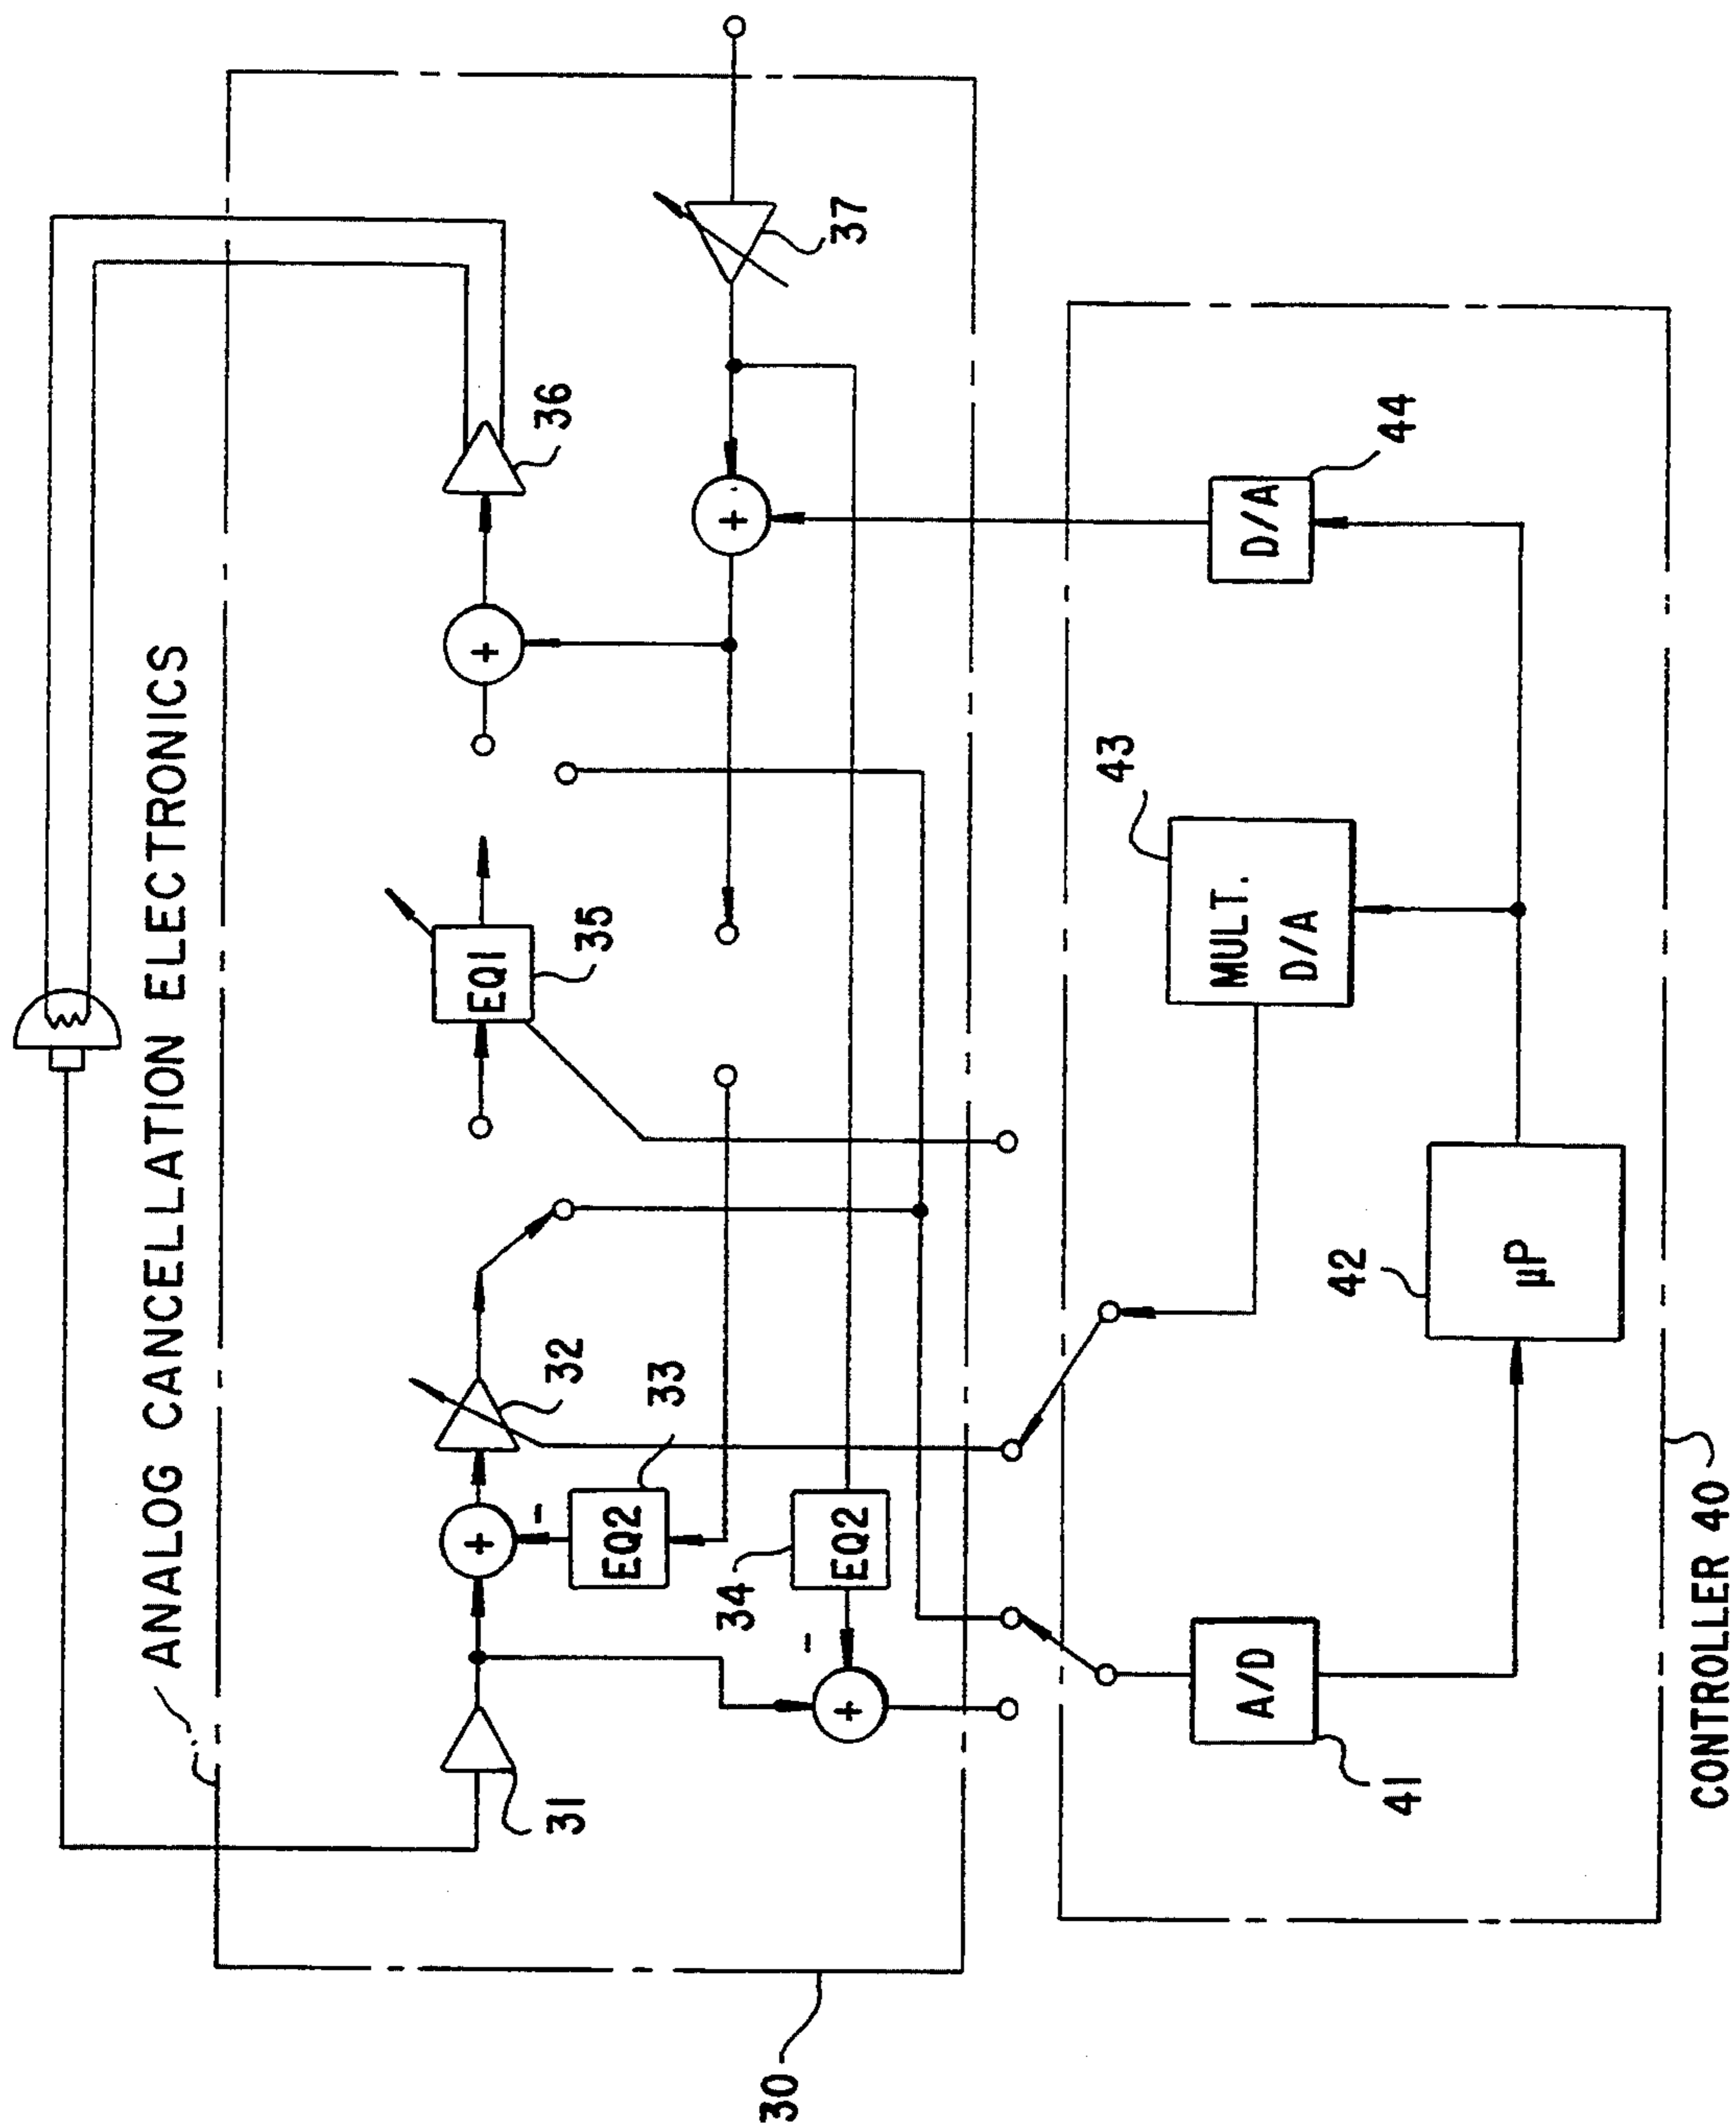 ANALOG CANCELLATION ELECTRONICS
36
+
EQ1
35
32
+
-
31
EQ2
33
37
+
-
EQ2
34
-
+
30
43
MULT.
D/A
D/A
44
42
µP
A/D
41
CONTROLLER 40